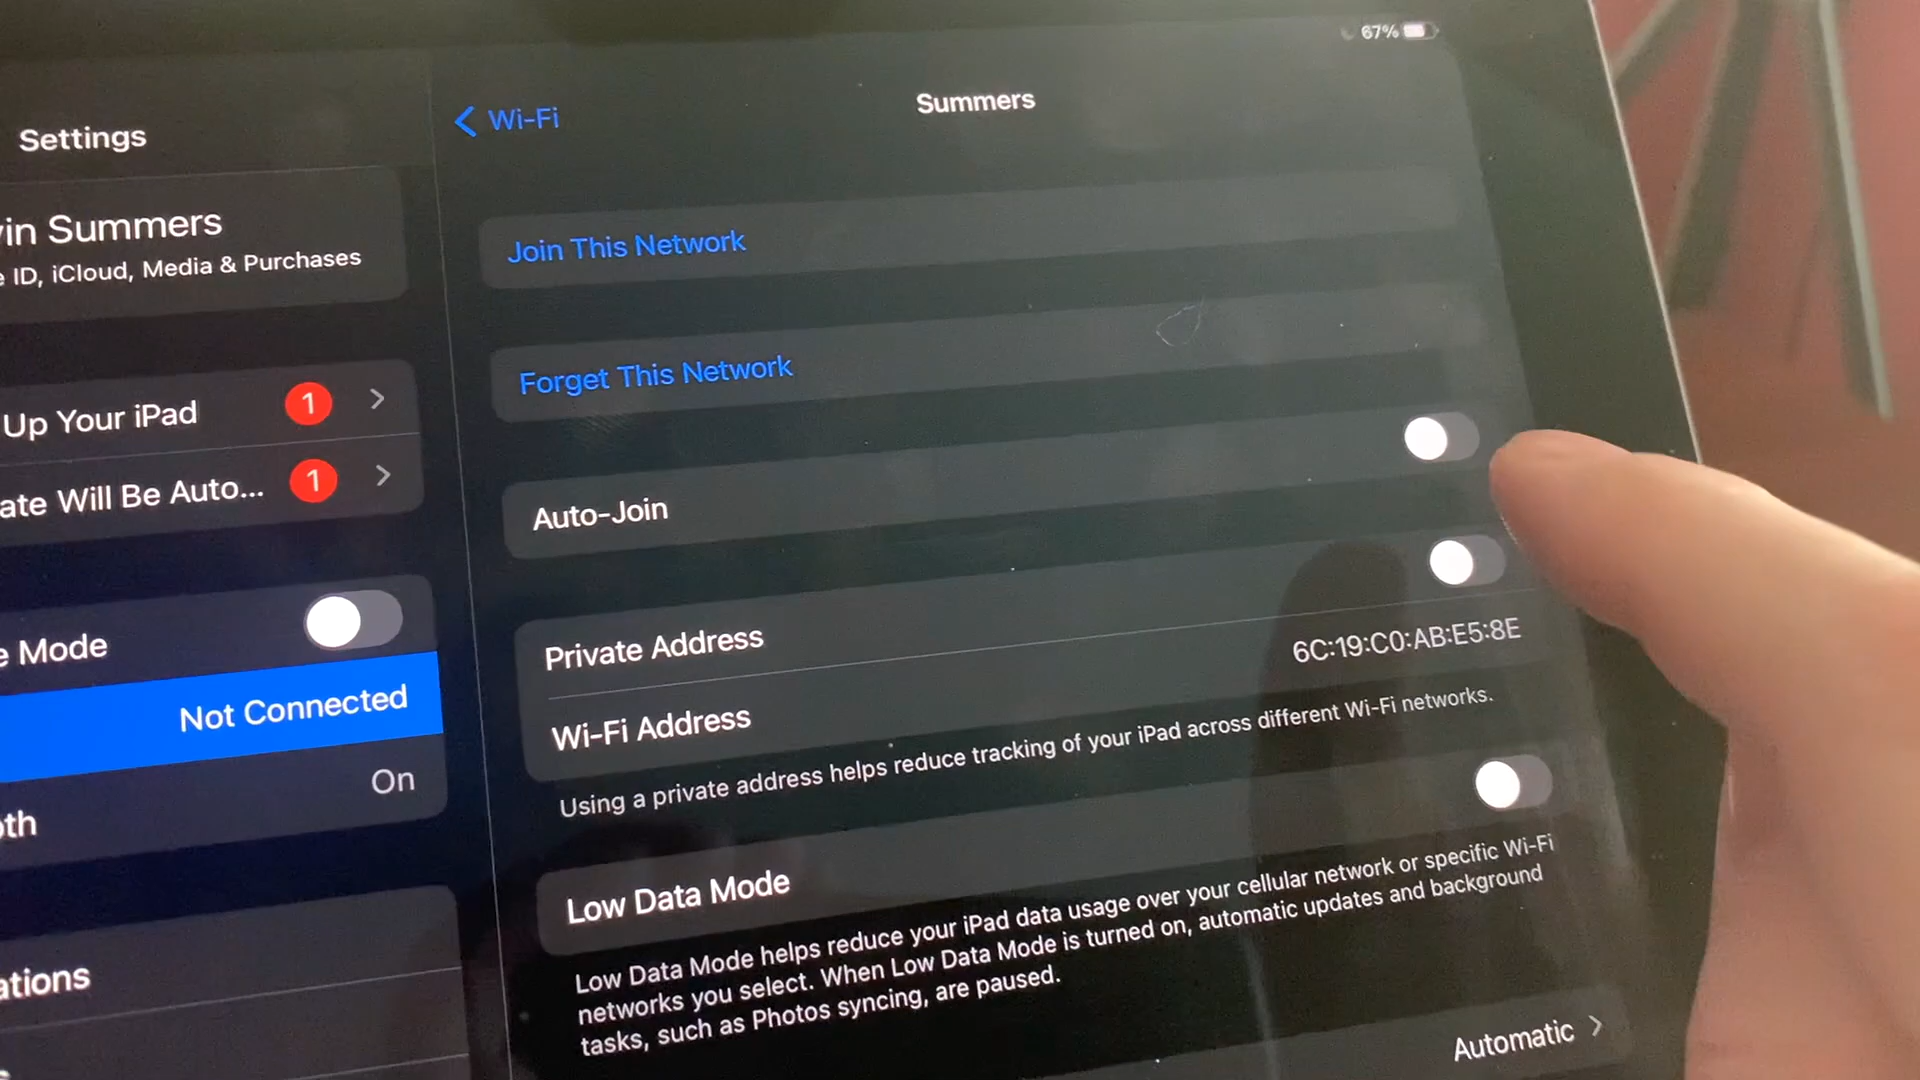 67%
Settings
in Summers
ID, iCloud, Media & Purchases
Up Your iPad
1
ate Will Be Auto...
1
e Mode
Not Connected
oth
On
ations
Wi-Fi
Summers
Join This Network
Forget This Network
Auto-Join
Private Address
Wi-Fi Address
6C:19:C0:AB:E5:8E
Using a private address helps reduce tracking of your iPad across different Wi-Fi networks.
Low Data Mode
Low Data Mode helps reduce your iPad data usage over your cellular network or specific Wi-Fi
networks you select. When Low Data Mode is turned on, automatic updates and background
tasks, such as Photos syncing, are paused.
Automatic